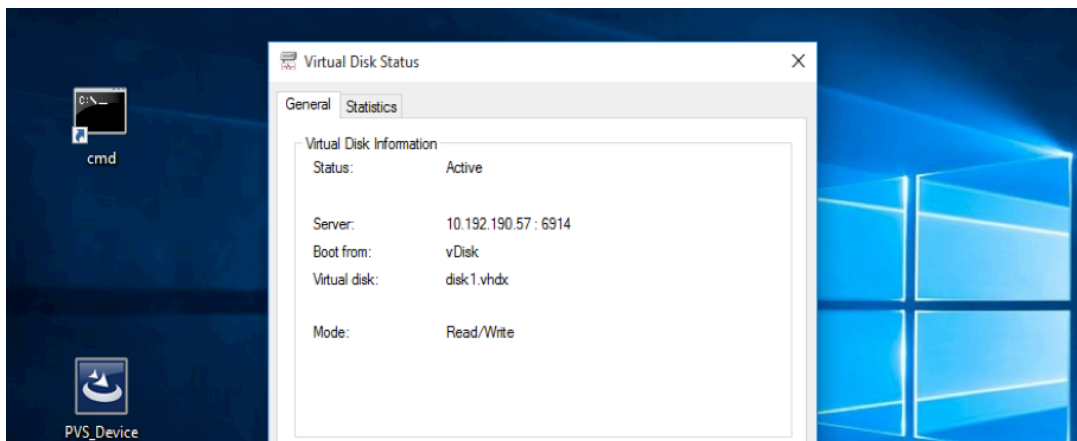 Virtual Disk Status
General Statistics
C:\_
cmd
Virtual Disk Information
Status: Active
Server: 10.192.190.57 : 6914
Boot from: vDisk
Virtual disk: disk1.vhdx
Mode: Read/Write
PVS_Device